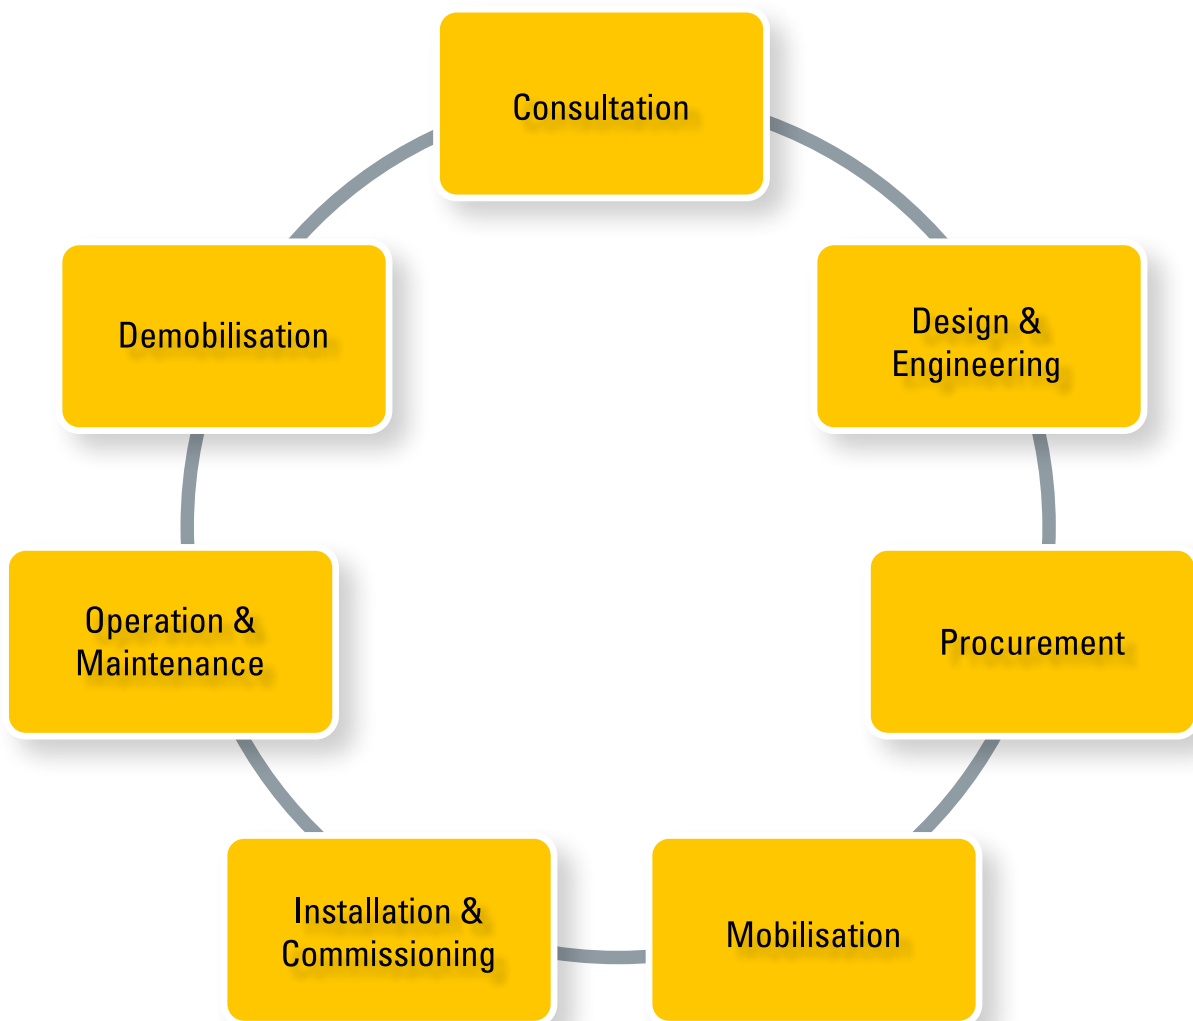 Consultation
Design &
Engineering
Procurement
Mobilisation
Installation &
Commissioning
Operation &
Maintenance
Demobilisation